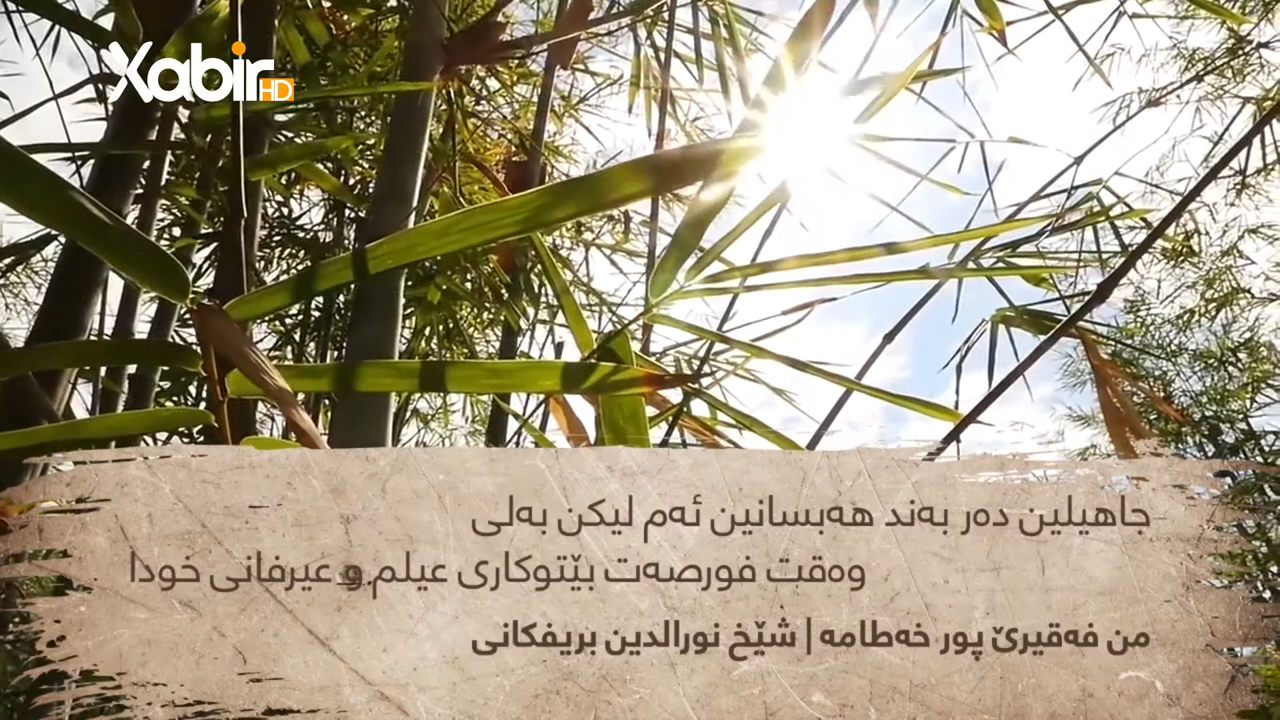 Xabir HD
جاهیلین دەر بەند هەبسانین ئەم لیکن بەلی
وەقت فورصەت بێتوکاری عیلم و عیرفانی خودا
من فەقیرێ پور خەطامە | شێخ نورالدین بریفکانی